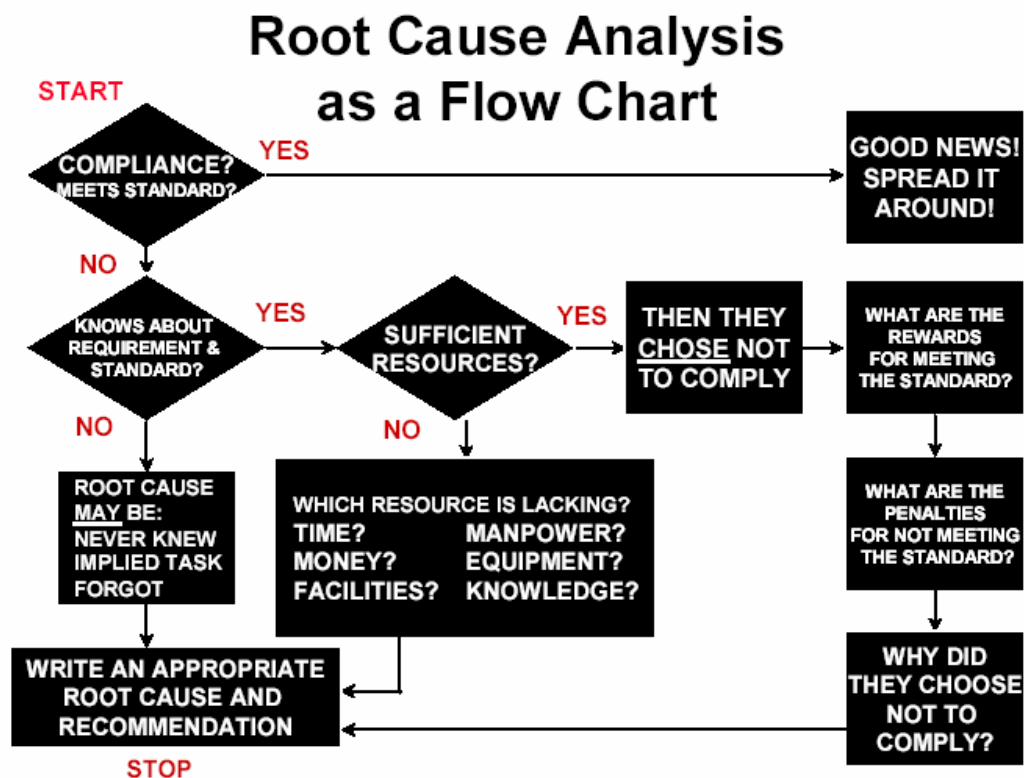 Root Cause Analysis
as a Flow Chart
START
COMPLIANCE?
MEETS STANDARD?
YES
GOOD NEWS!
SPREAD IT
AROUND!
NO
KNOWS ABOUT
REQUIREMENT &
STANDARD?
YES
SUFFICIENT
RESOURCES?
YES
THEN THEY
CHOSE NOT
TO COMPLY
WHAT ARE THE
REWARDS
FOR MEETING
THE STANDARD?
NO
NO
ROOT CAUSE
MAY BE:
NEVER KNEW
IMPLIED TASK
FORGOT
WHICH RESOURCE IS LACKING?
TIME? MANPOWER?
MONEY? EQUIPMENT?
FACILITIES? KNOWLEDGE?
WHAT ARE THE
PENALTIES
FOR NOT MEETING
THE STANDARD?
WRITE AN APPROPRIATE
ROOT CAUSE AND
RECOMMENDATION
WHY DID
THEY CHOOSE
NOT TO
COMPLY?
STOP